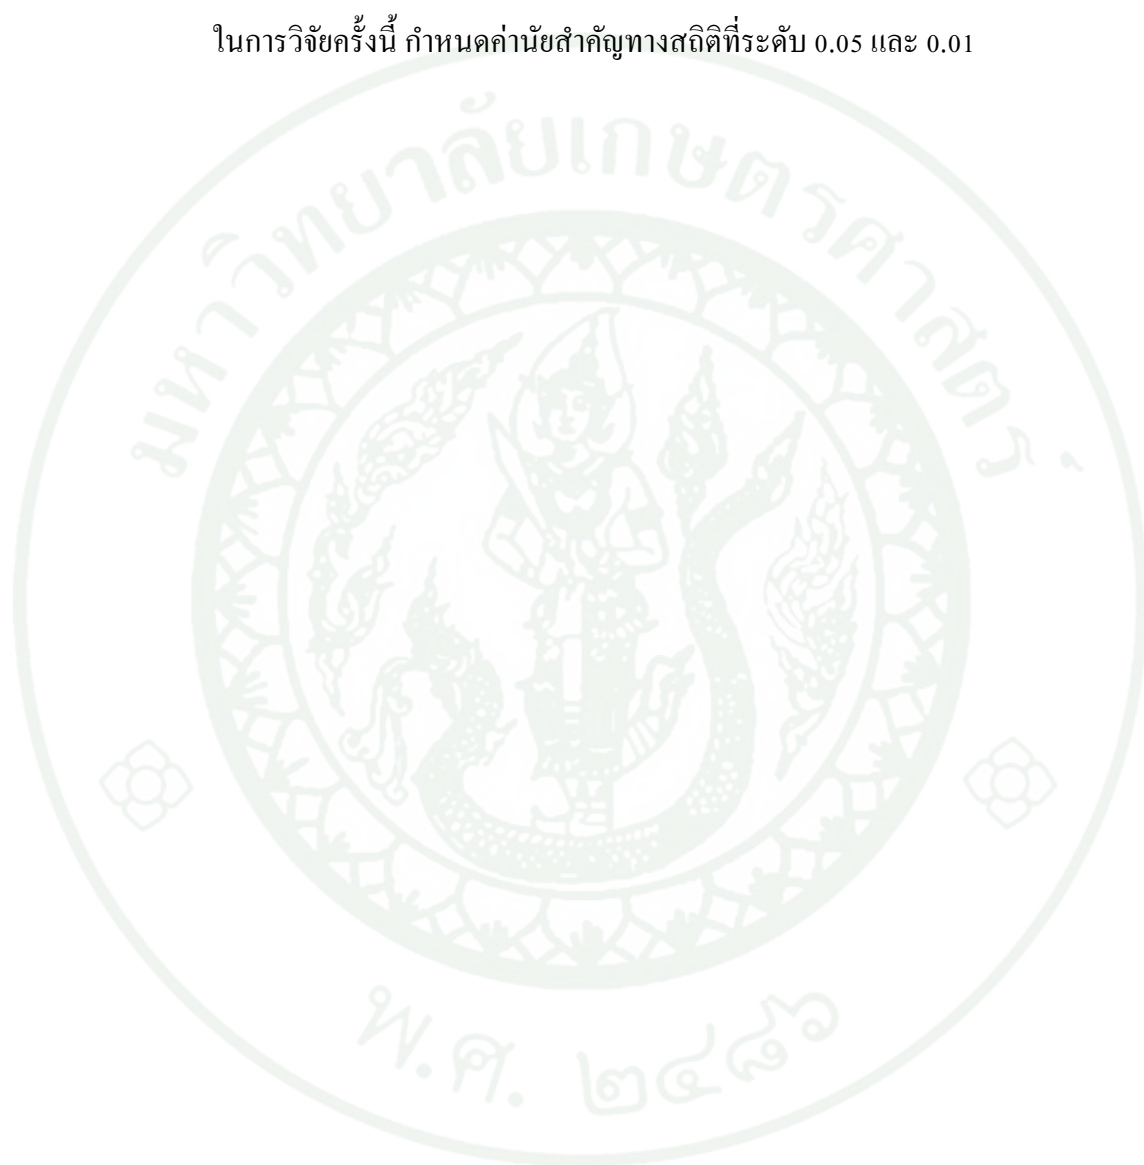 ในการวิจัยครั้งนี้ กำหนดค่านัยสำคัญทางสถิติที่ระดับ 0.05 และ 0.01
มหาวิทยาลัยเกษตรศาสตร์
พ.ศ. ๒๔๘๖